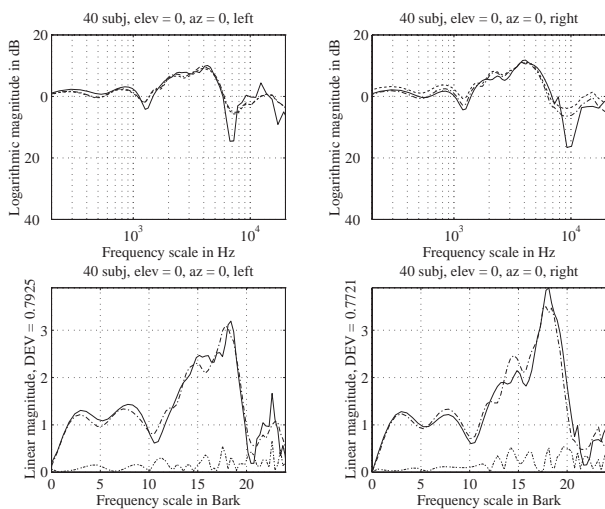 40 subj, elev = 0, az = 0, left
Logarithmic magnitude in dB
20
0
20
40
10^3
10^4
Frequency scale in Hz
40 subj, elev = 0, az = 0, right
Logarithmic magnitude in dB
20
0
20
40
10^3
10^4
Frequency scale in Hz
40 subj, elev = 0, az = 0, left
Linear magnitude, DEV = 0.7925
3
2
1
0
0 5 10 15 20
Frequency scale in Bark
40 subj, elev = 0, az = 0, right
Linear magnitude, DEV = 0.7721
3
2
1
0
0 5 10 15 20
Frequency scale in Bark